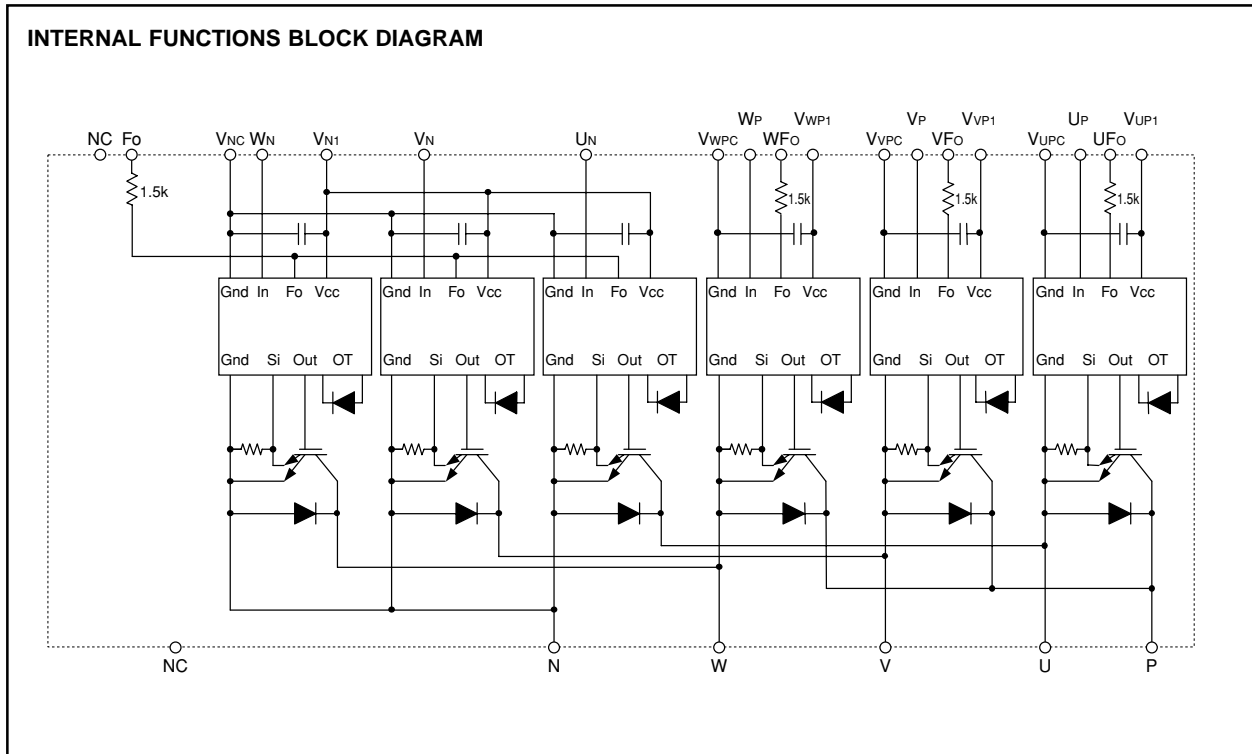 INTERNAL FUNCTIONS BLOCK DIAGRAM
WP VWP1 VP VVP1 UP VUP1
NC FO VNC WN VN1 VN UN VWPC WFO VVPC VFO VUPC UFO
1.5k 1.5k 1.5k 1.5k
Gnd In Fo Vcc Gnd In Fo Vcc Gnd In Fo Vcc Gnd In Fo Vcc Gnd In Fo Vcc Gnd In Fo Vcc
Gnd Si Out OT Gnd Si Out OT Gnd Si Out OT Gnd Si Out OT Gnd Si Out OT Gnd Si Out OT
NC N W V U P